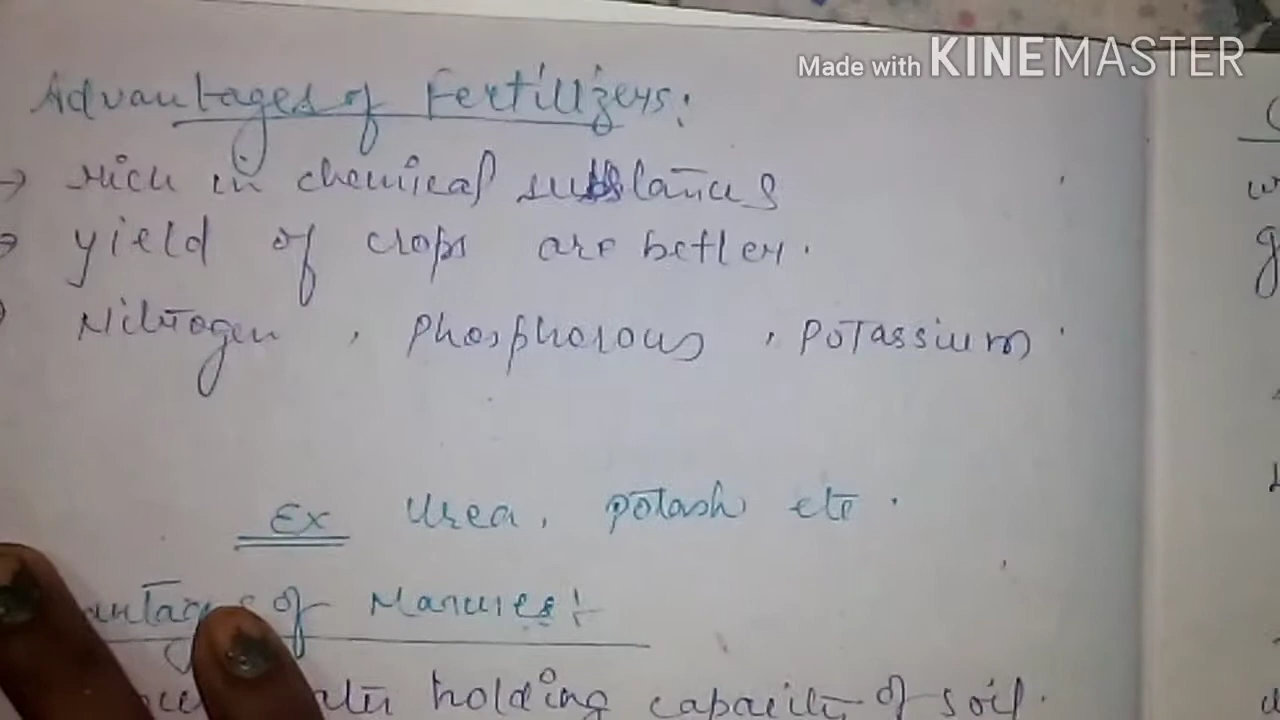 Made with KINEMASTER
Advantages of Fertilizers:
→ rich in chemical substances
→ yield of crops are better.
Nitrogen, Phosphorous, Potassium.
Ex Urea, potash etc.
of Manures:
holding capacity of soil.